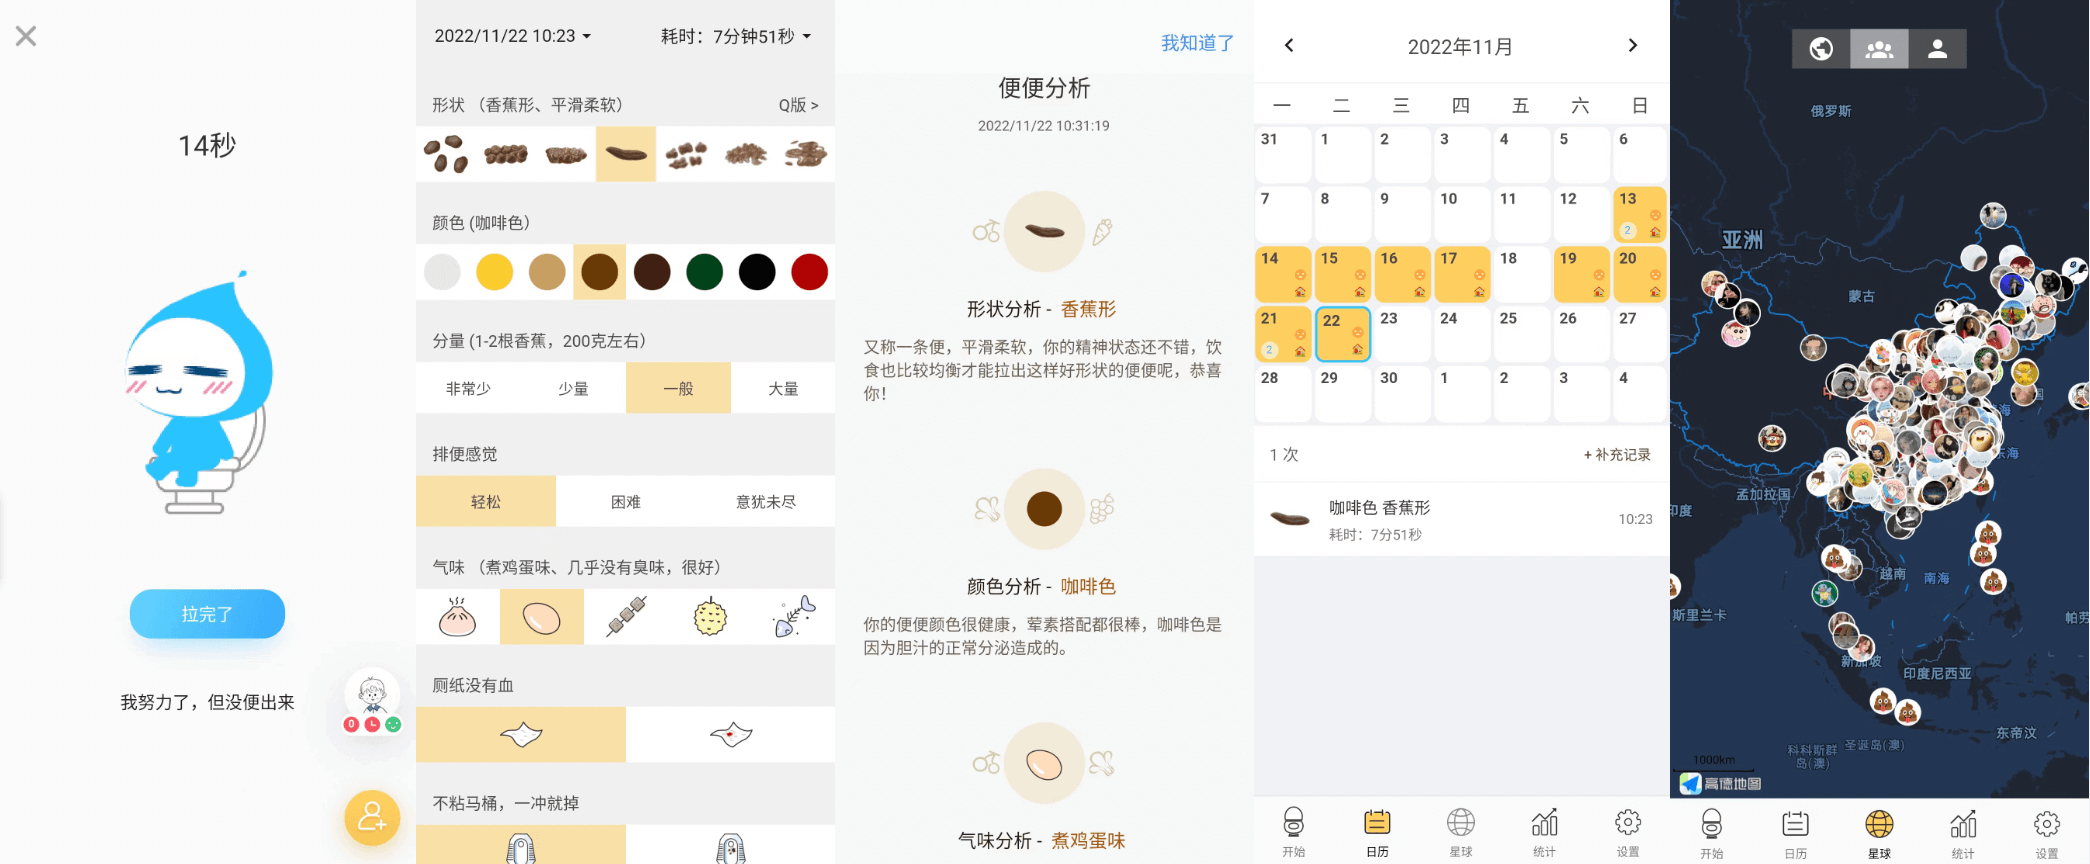 14秒
拉完了
我努力了，但没便出来
0
2022/11/22 10:23
耗时：7分钟51秒
形状 （香蕉形、平滑柔软）
Q版 >
颜色 (咖啡色)
分量 (1-2根香蕉，200克左右)
非常少 少量 一般 大量
排便感觉
轻松 困难 意犹未尽
气味 （煮鸡蛋味、几乎没有臭味，很好）
厕纸没有血
不粘马桶，一冲就掉
我知道了
便便分析
2022/11/22 10:31:19
形状分析 - 香蕉形
又称一条便，平滑柔软，你的精神状态还不错，饮
食也比较均衡才能拉出这样好形状的便便呢，恭喜
你！
颜色分析 - 咖啡色
你的便便颜色很健康，荤素搭配都很棒，咖啡色是
因为胆汁的正常分泌造成的。
气味分析 - 煮鸡蛋味
2022年11月
一 二 三 四 五 六 日
31 1 2 3 4 5 6
7 8 9 10 11 12 13
2
14 15 16 17 18 19 20
21 22 23 24 25 26 27
2
28 29 30 1 2 3 4
1 次
+ 补充记录
咖啡色 香蕉形
耗时：7分51秒
10:23
开始 日历 星球 统计 设置
俄罗斯
亚洲
蒙古
海
东海
孟加拉国
印度
越南
南海
斯里兰卡
帕劳
新加坡
印度尼西亚
东帝汶
科科斯群
岛(澳)
圣诞岛(澳)
1000km
高德地图
开始 日历 星球 统计 设置